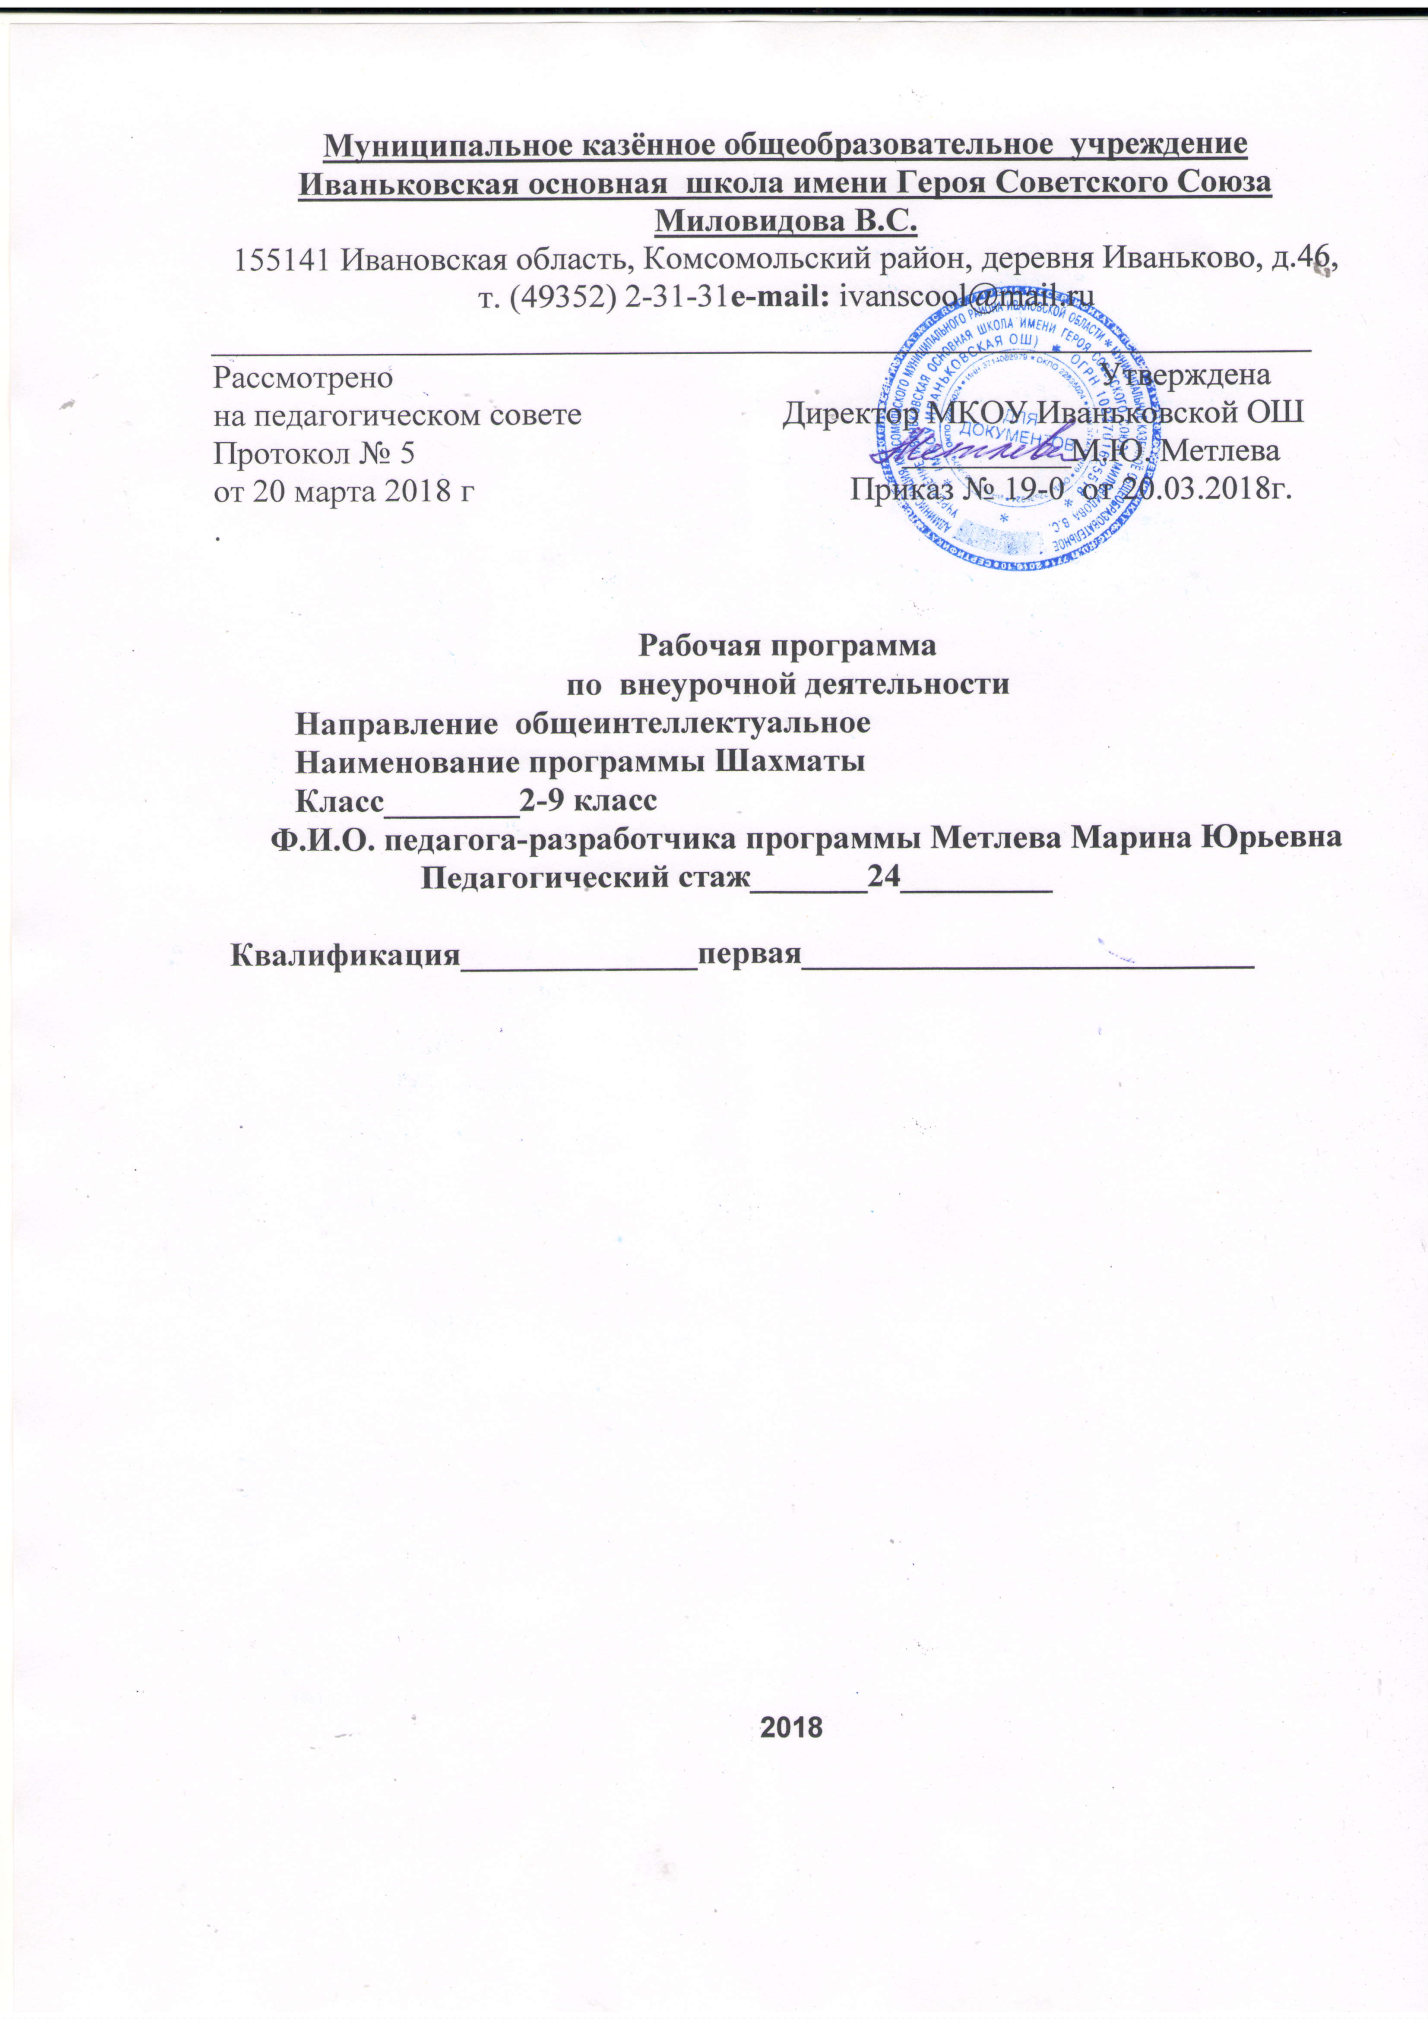 Муниципальное казённое общеобразовательное учреждение
Иваньковская основная школа имени Героя Советского Союза
Миловидова В.С.
155141 Ивановская область, Комсомольский район, деревня Иваньково, д.46,
т. (49352) 2-31-31e-mail: ivanscool@mail.ru
Рассмотрено Утверждена
на педагогическом совете Директор МКОУ Иваньковской ОШ
Протокол № 5 __________М.Ю. Метлева
от 20 марта 2018 г Приказ № 19-0 от 20.03.2018г.
.
ДЛЯ
ДОКУМЕНТОВ
Рабочая программа
по внеурочной деятельности
Направление общеинтеллектуальное
Наименование программы Шахматы
Класс________2-9 класс
Ф.И.О. педагога-разработчика программы Метлева Марина Юрьевна
Педагогический стаж_______24_________
Квалификация______________первая___________________________
2018